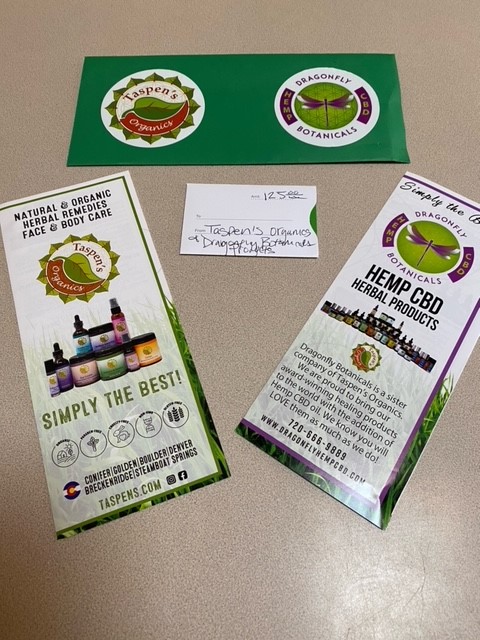 Taspen's
Organics
DRAGONFLY
HEMP
CBD
BOTANICALS
Amt. 125.00
To
From Taspen's Organics
& Dragonfly Botanicals
Products
NATURAL & ORGANIC
HERBAL REMEDIES
FACE & BODY CARE
Taspen's
Organics
SIMPLY THE BEST!
CONIFER|GOLDEN|BOULDER|DENVER
BRECKENRIDGE|STEAMBOAT SPRINGS
TASPENS.COM
Simply the B
DRAGONFLY
HEMP
CBD
BOTANICALS
HEMP CBD
HERBAL PRODUCTS
Dragonfly Botanicals is a sister
company of Taspen's Organics.
We are proud to bring our
award-winning healing products
to the world with the addition of
Hemp CBD oil. We know you will
LOVE them as much as we do!
720-666-9889
WWW.DRAGONFLYHEMPCBD.COM